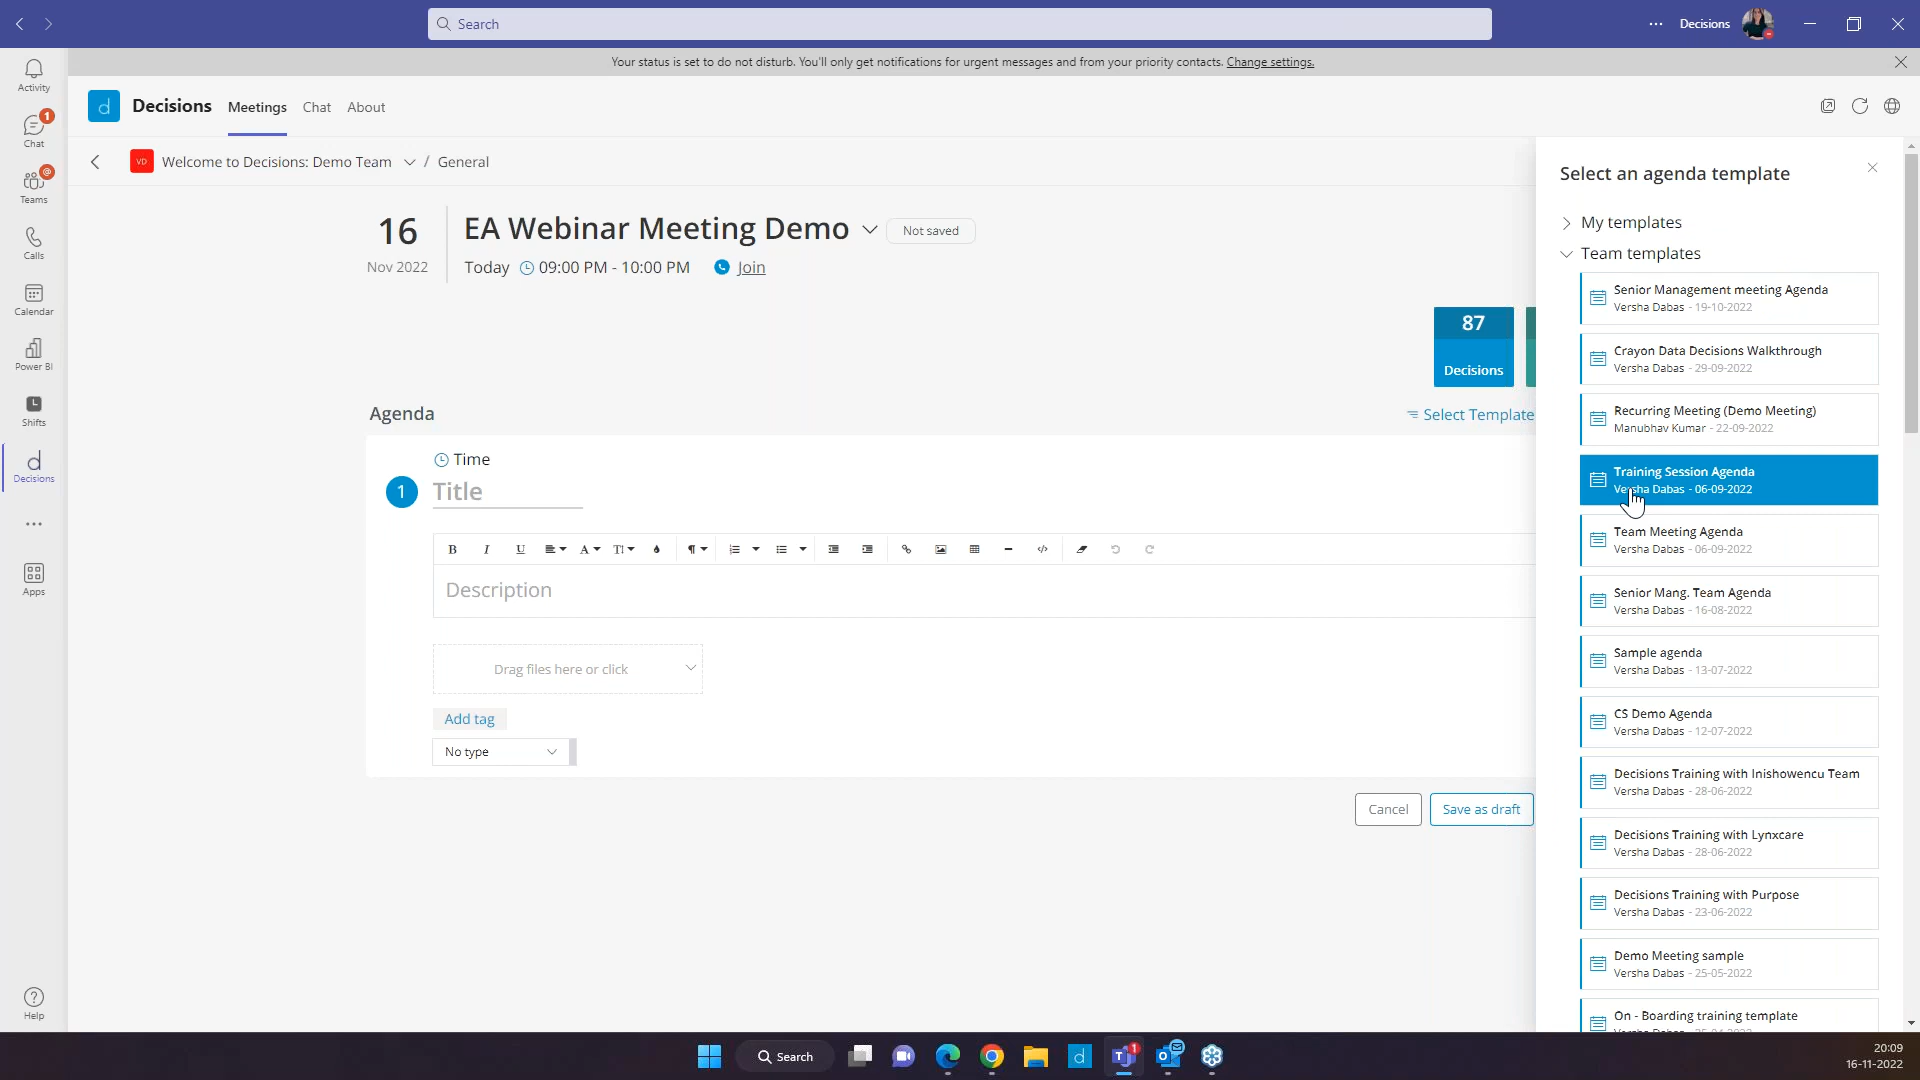 Search
Decisions
Your status is set to do not disturb. You'll only get notifications for urgent messages and from your priority contacts. Change settings.
Activity
1
Chat
@
Teams
Calls
Calendar
Power BI
Shifts
d
Decisions
Apps
Help
d
Decisions
Meetings
Chat
About
VD
Welcome to Decisions: Demo Team
/
General
16
Nov 2022
EA Webinar Meeting Demo
Not saved
Today
09:00 PM - 10:00 PM
Join
87
Decisions
Agenda
Select Template
Time
1
Title
Description
Drag files here or click
Add tag
No type
Cancel
Save as draft
Select an agenda template
My templates
Team templates
Senior Management meeting Agenda
Versha Dabas - 19-10-2022
Crayon Data Decisions Walkthrough
Versha Dabas - 29-09-2022
Recurring Meeting (Demo Meeting)
Manubhav Kumar - 22-09-2022
Training Session Agenda
Versha Dabas - 06-09-2022
Team Meeting Agenda
Versha Dabas - 06-09-2022
Senior Mang. Team Agenda
Versha Dabas - 16-08-2022
Sample agenda
Versha Dabas - 13-07-2022
CS Demo Agenda
Versha Dabas - 12-07-2022
Decisions Training with Inishowencu Team
Versha Dabas - 28-06-2022
Decisions Training with Lynxcare
Versha Dabas - 28-06-2022
Decisions Training with Purpose
Versha Dabas - 23-06-2022
Demo Meeting sample
Versha Dabas - 25-05-2022
On - Boarding training template
Search
d
1
20:09
16-11-2022